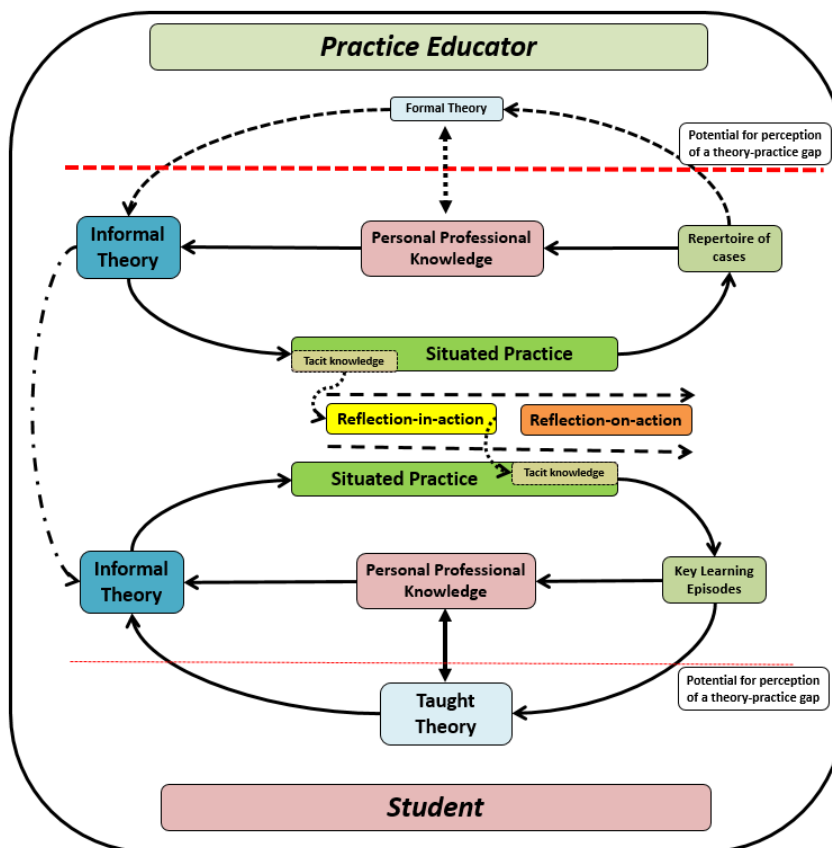 Practice Educator
Formal Theory
Potential for perception
of a theory-practice gap
Informal
Theory
Personal Professional
Knowledge
Repertoire of
cases
Situated Practice
Tacit knowledge
Reflection-in-action
Reflection-on-action
Tacit knowledge
Situated Practice
Informal
Theory
Personal Professional
Knowledge
Key Learning
Episodes
Potential for perception
of a theory-practice gap
Taught
Theory
Student